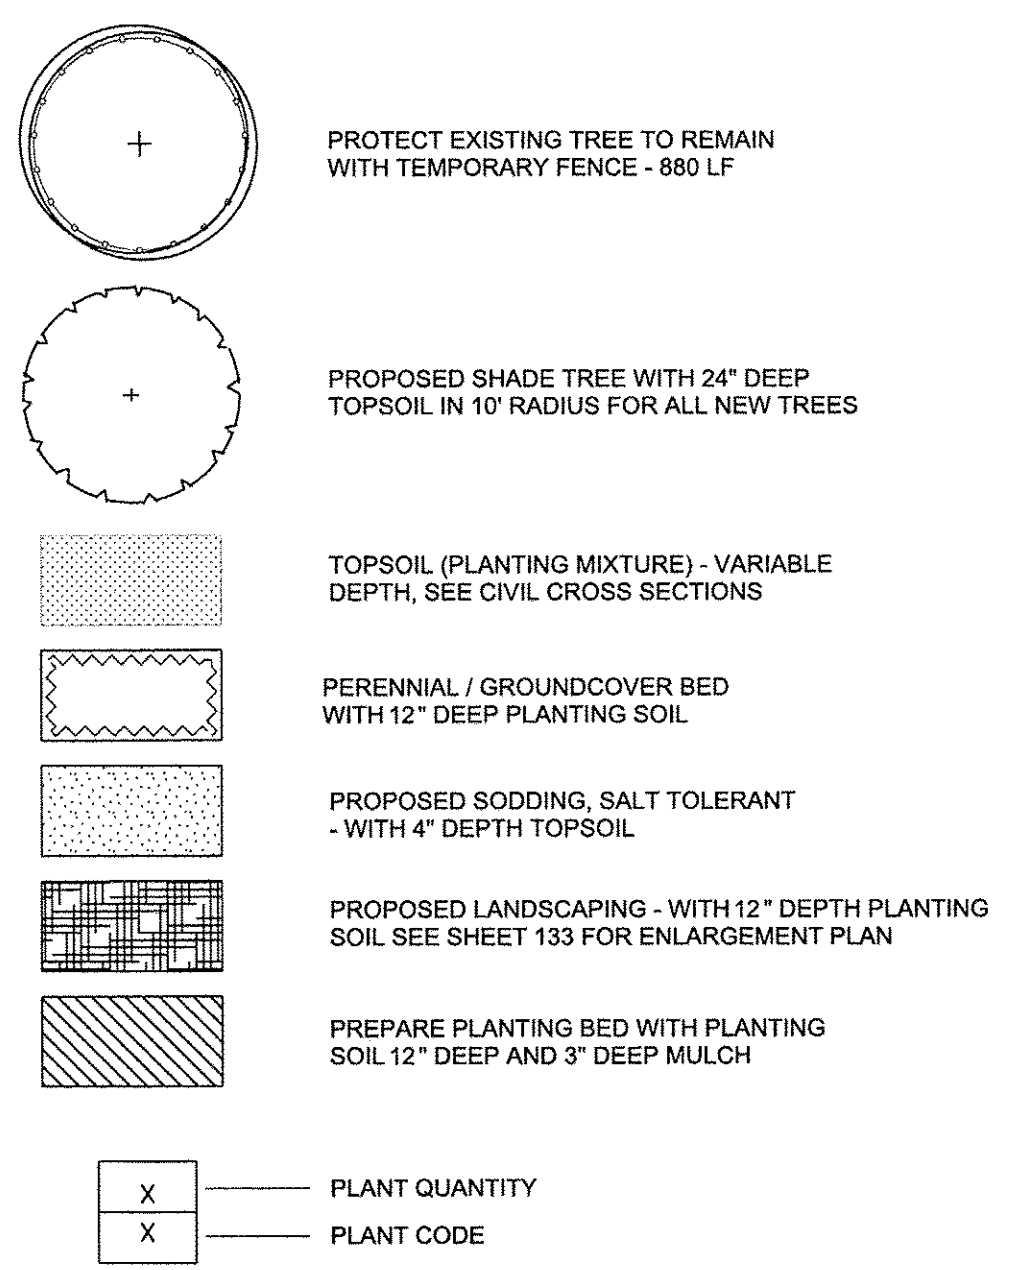 PROTECT EXISTING TREE TO REMAIN
WITH TEMPORARY FENCE - 880 LF
PROPOSED SHADE TREE WITH 24" DEEP
TOPSOIL IN 10' RADIUS FOR ALL NEW TREES
TOPSOIL (PLANTING MIXTURE) - VARIABLE
DEPTH, SEE CIVIL CROSS SECTIONS
PERENNIAL / GROUNDCOVER BED
WITH 12" DEEP PLANTING SOIL
PROPOSED SODDING, SALT TOLERANT
- WITH 4" DEPTH TOPSOIL
PROPOSED LANDSCAPING - WITH 12" DEPTH PLANTING
SOIL SEE SHEET 133 FOR ENLARGEMENT PLAN
PREPARE PLANTING BED WITH PLANTING
SOIL 12" DEEP AND 3" DEEP MULCH
X PLANT QUANTITY
X PLANT CODE